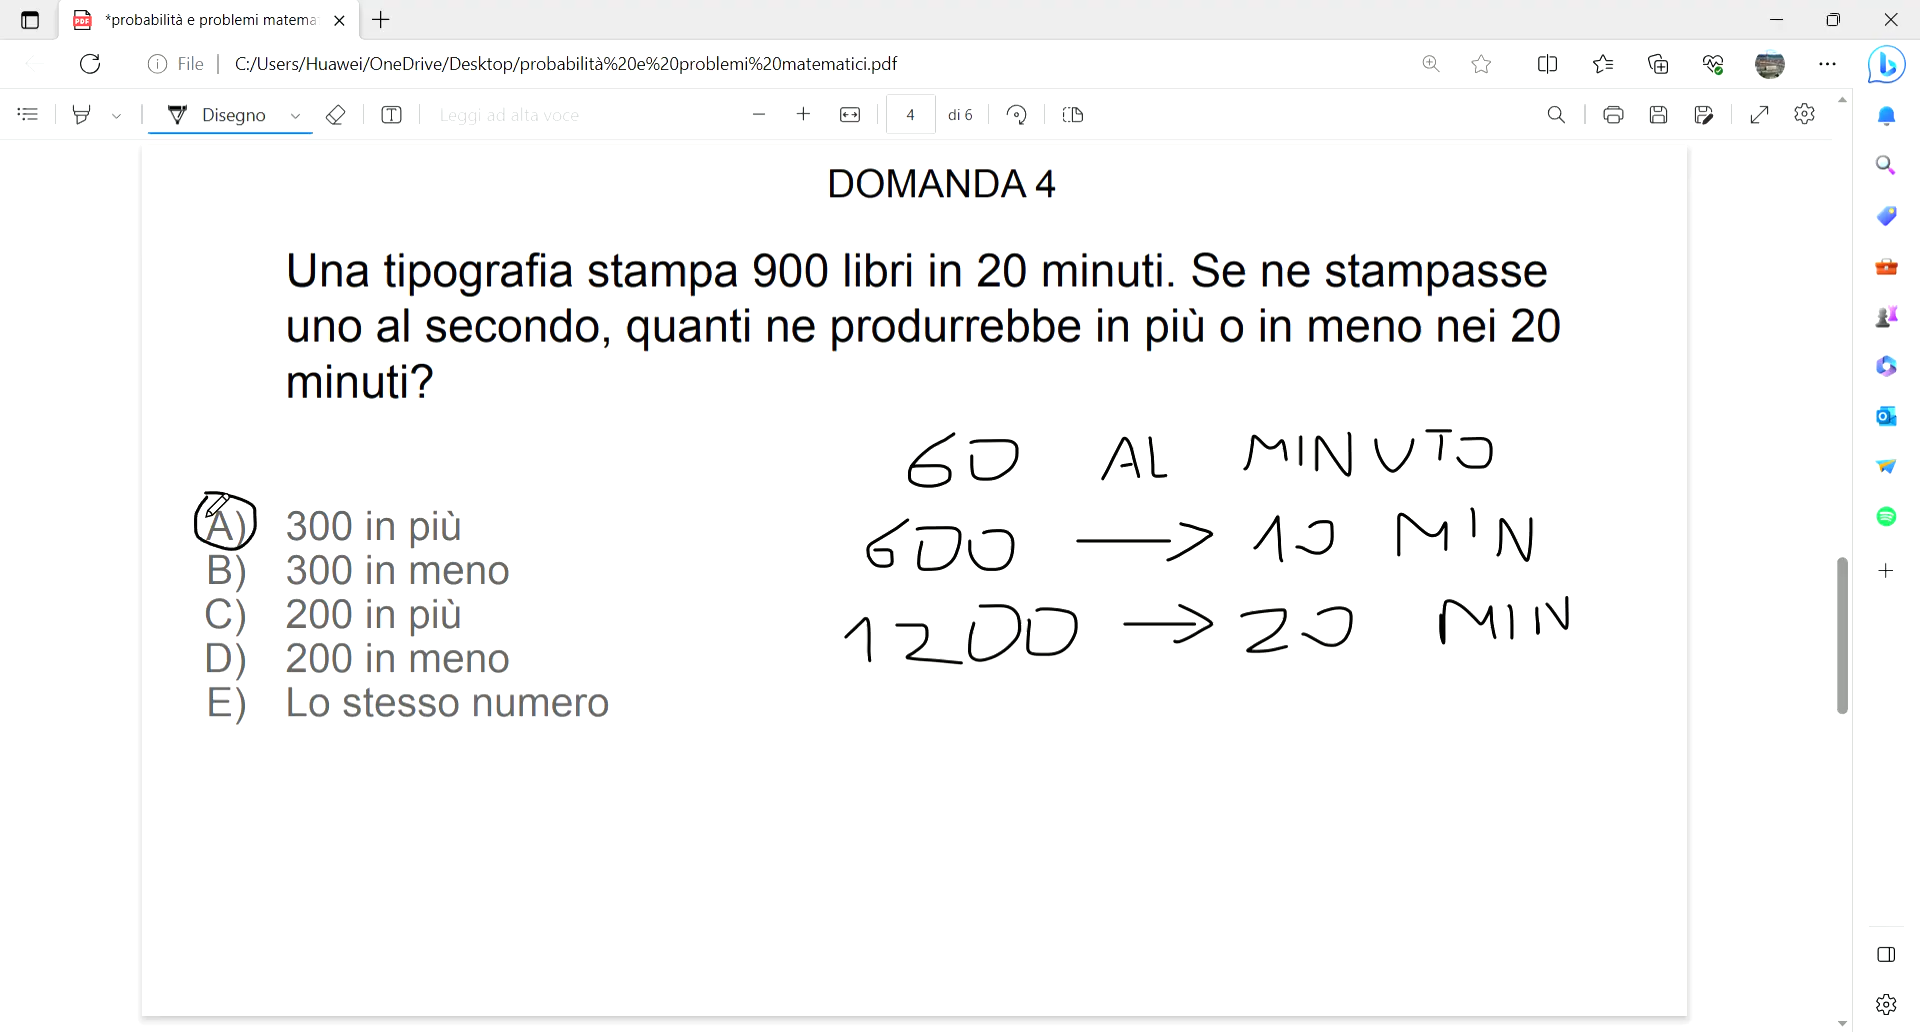 *probabilità e problemi matema
File
C:/Users/Huawei/OneDrive/Desktop/probabilità%20e%20problemi%20matematici.pdf
Disegno
Leggi ad alta voce
4 di 6
DOMANDA 4
Una tipografia stampa 900 libri in 20 minuti. Se ne stampasse
uno al secondo, quanti ne produrrebbe in più o in meno nei 20
minuti?
60 AL MINUTO
A) 300 in più
600 → 10 MIN
B) 300 in meno
C) 200 in più
1200 → 20 MIN
D) 200 in meno
E) Lo stesso numero